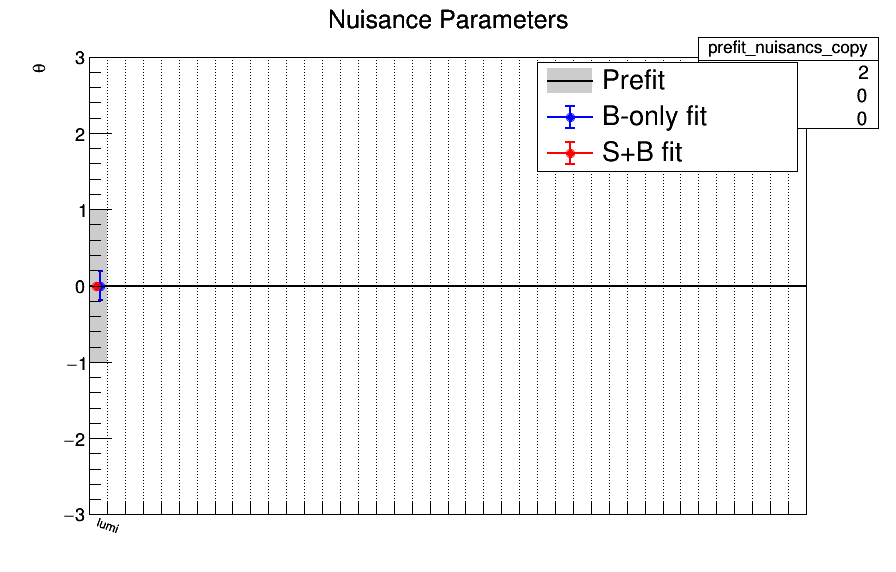 Nuisance Parameters
prefit_nuisancs_copy
2
0
0
Prefit
B-only fit
S+B fit
θ
3
2
1
0
−1
−2
−3
lumi